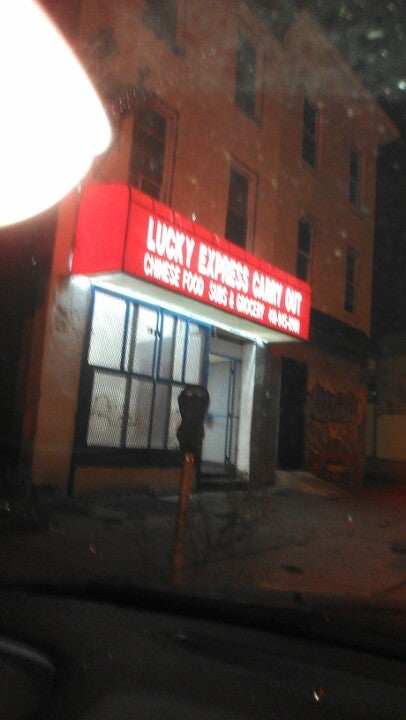 LUCKY EXPRESS CARRY OUT
CHINESE FOOD SUBS & GROCERY